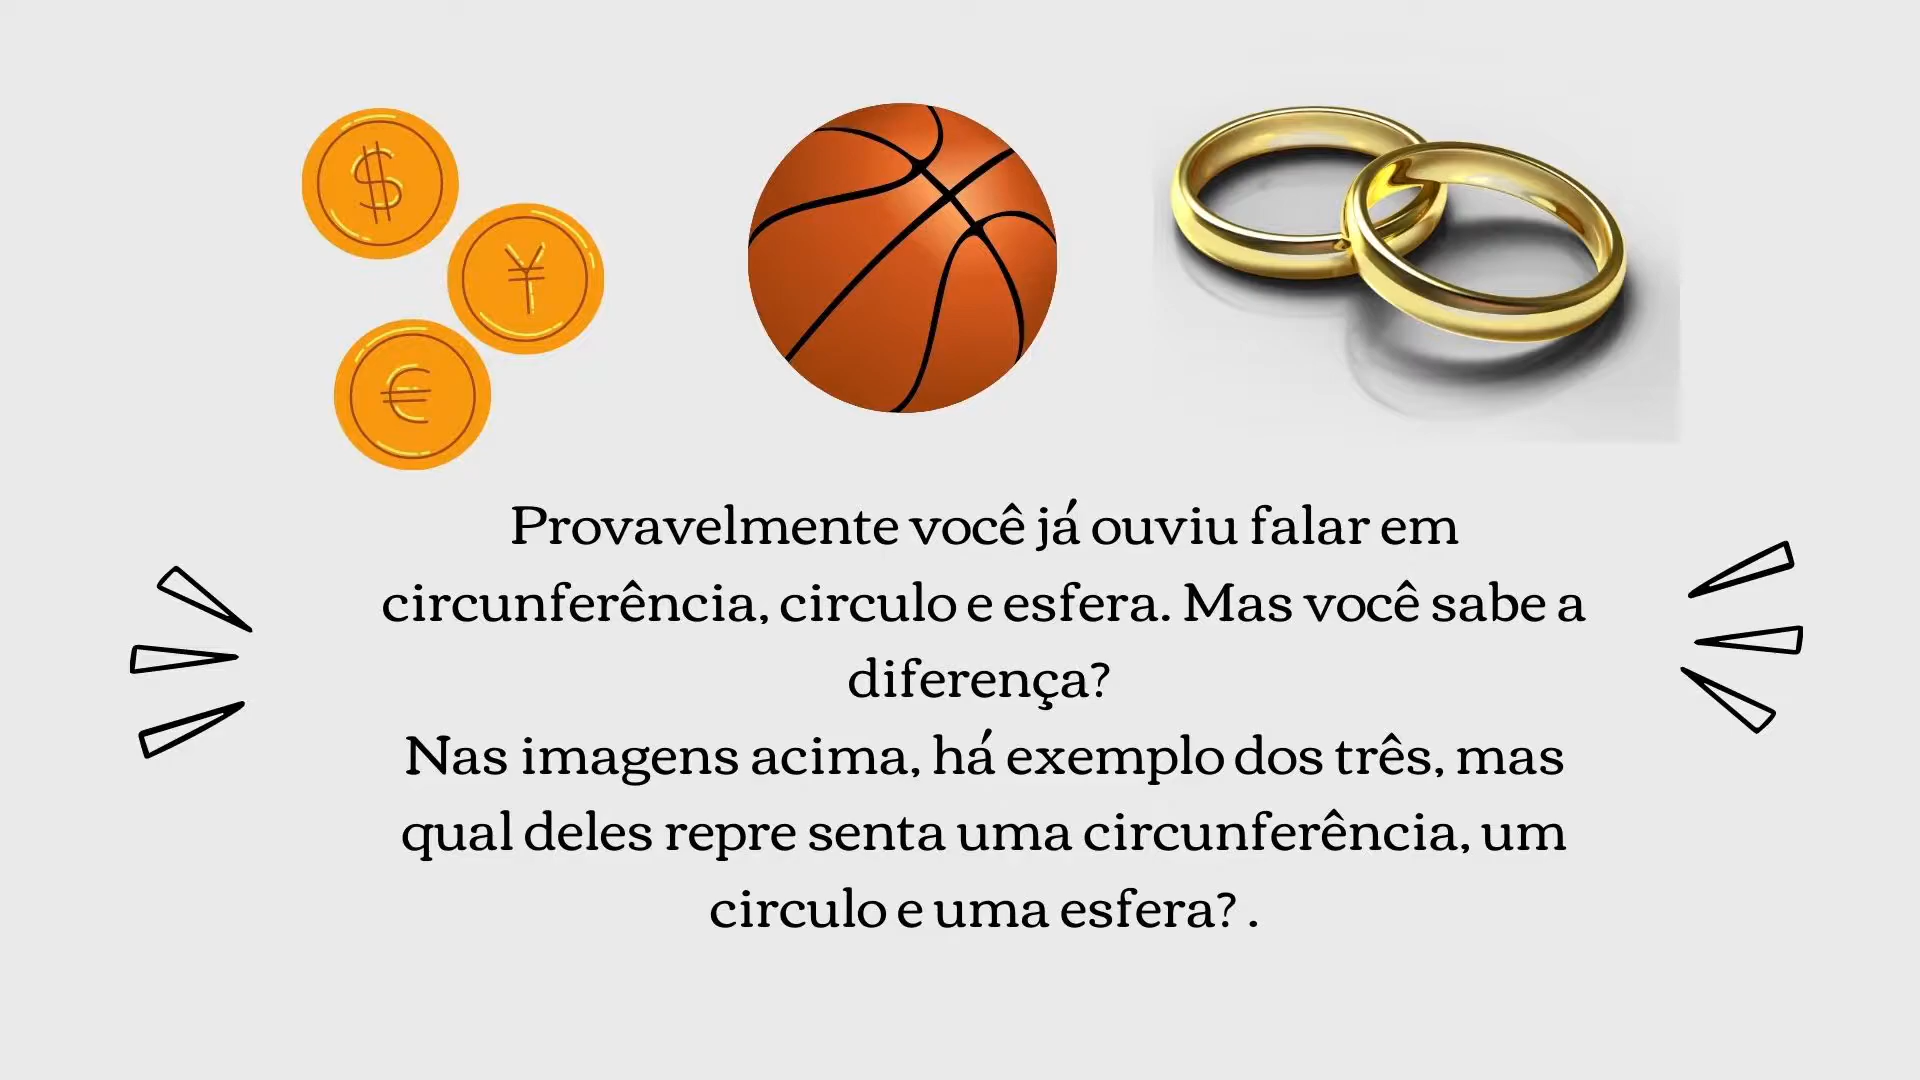 $
¥
€
Provavelmente você já ouviu falar em
circunferência, circulo e esfera. Mas você sabe a
diferença?
Nas imagens acima, há exemplo dos três, mas
qual deles repre senta uma circunferência, um
circulo e uma esfera? .